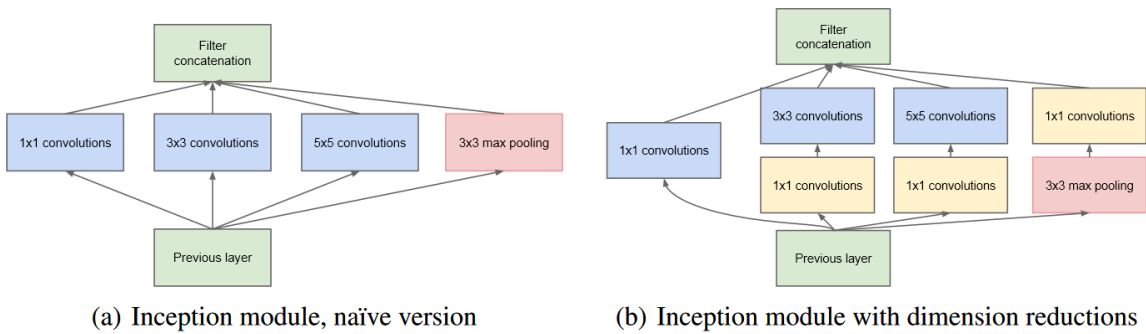 Filter
concatenation
1x1 convolutions
3x3 convolutions
5x5 convolutions
3x3 max pooling
Previous layer
(a) Inception module, naïve version
Filter
concatenation
3x3 convolutions
5x5 convolutions
1x1 convolutions
1x1 convolutions
1x1 convolutions
1x1 convolutions
3x3 max pooling
Previous layer
(b) Inception module with dimension reductions